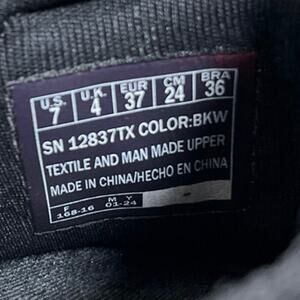 U.S. U.K. EUR CM BRA
7 4 37 24 36
SN 12837TX COLOR:BKW
TEXTILE AND MAN MADE UPPER
MADE IN CHINA/HECHO EN CHINA
F M Y
168-16 01-24